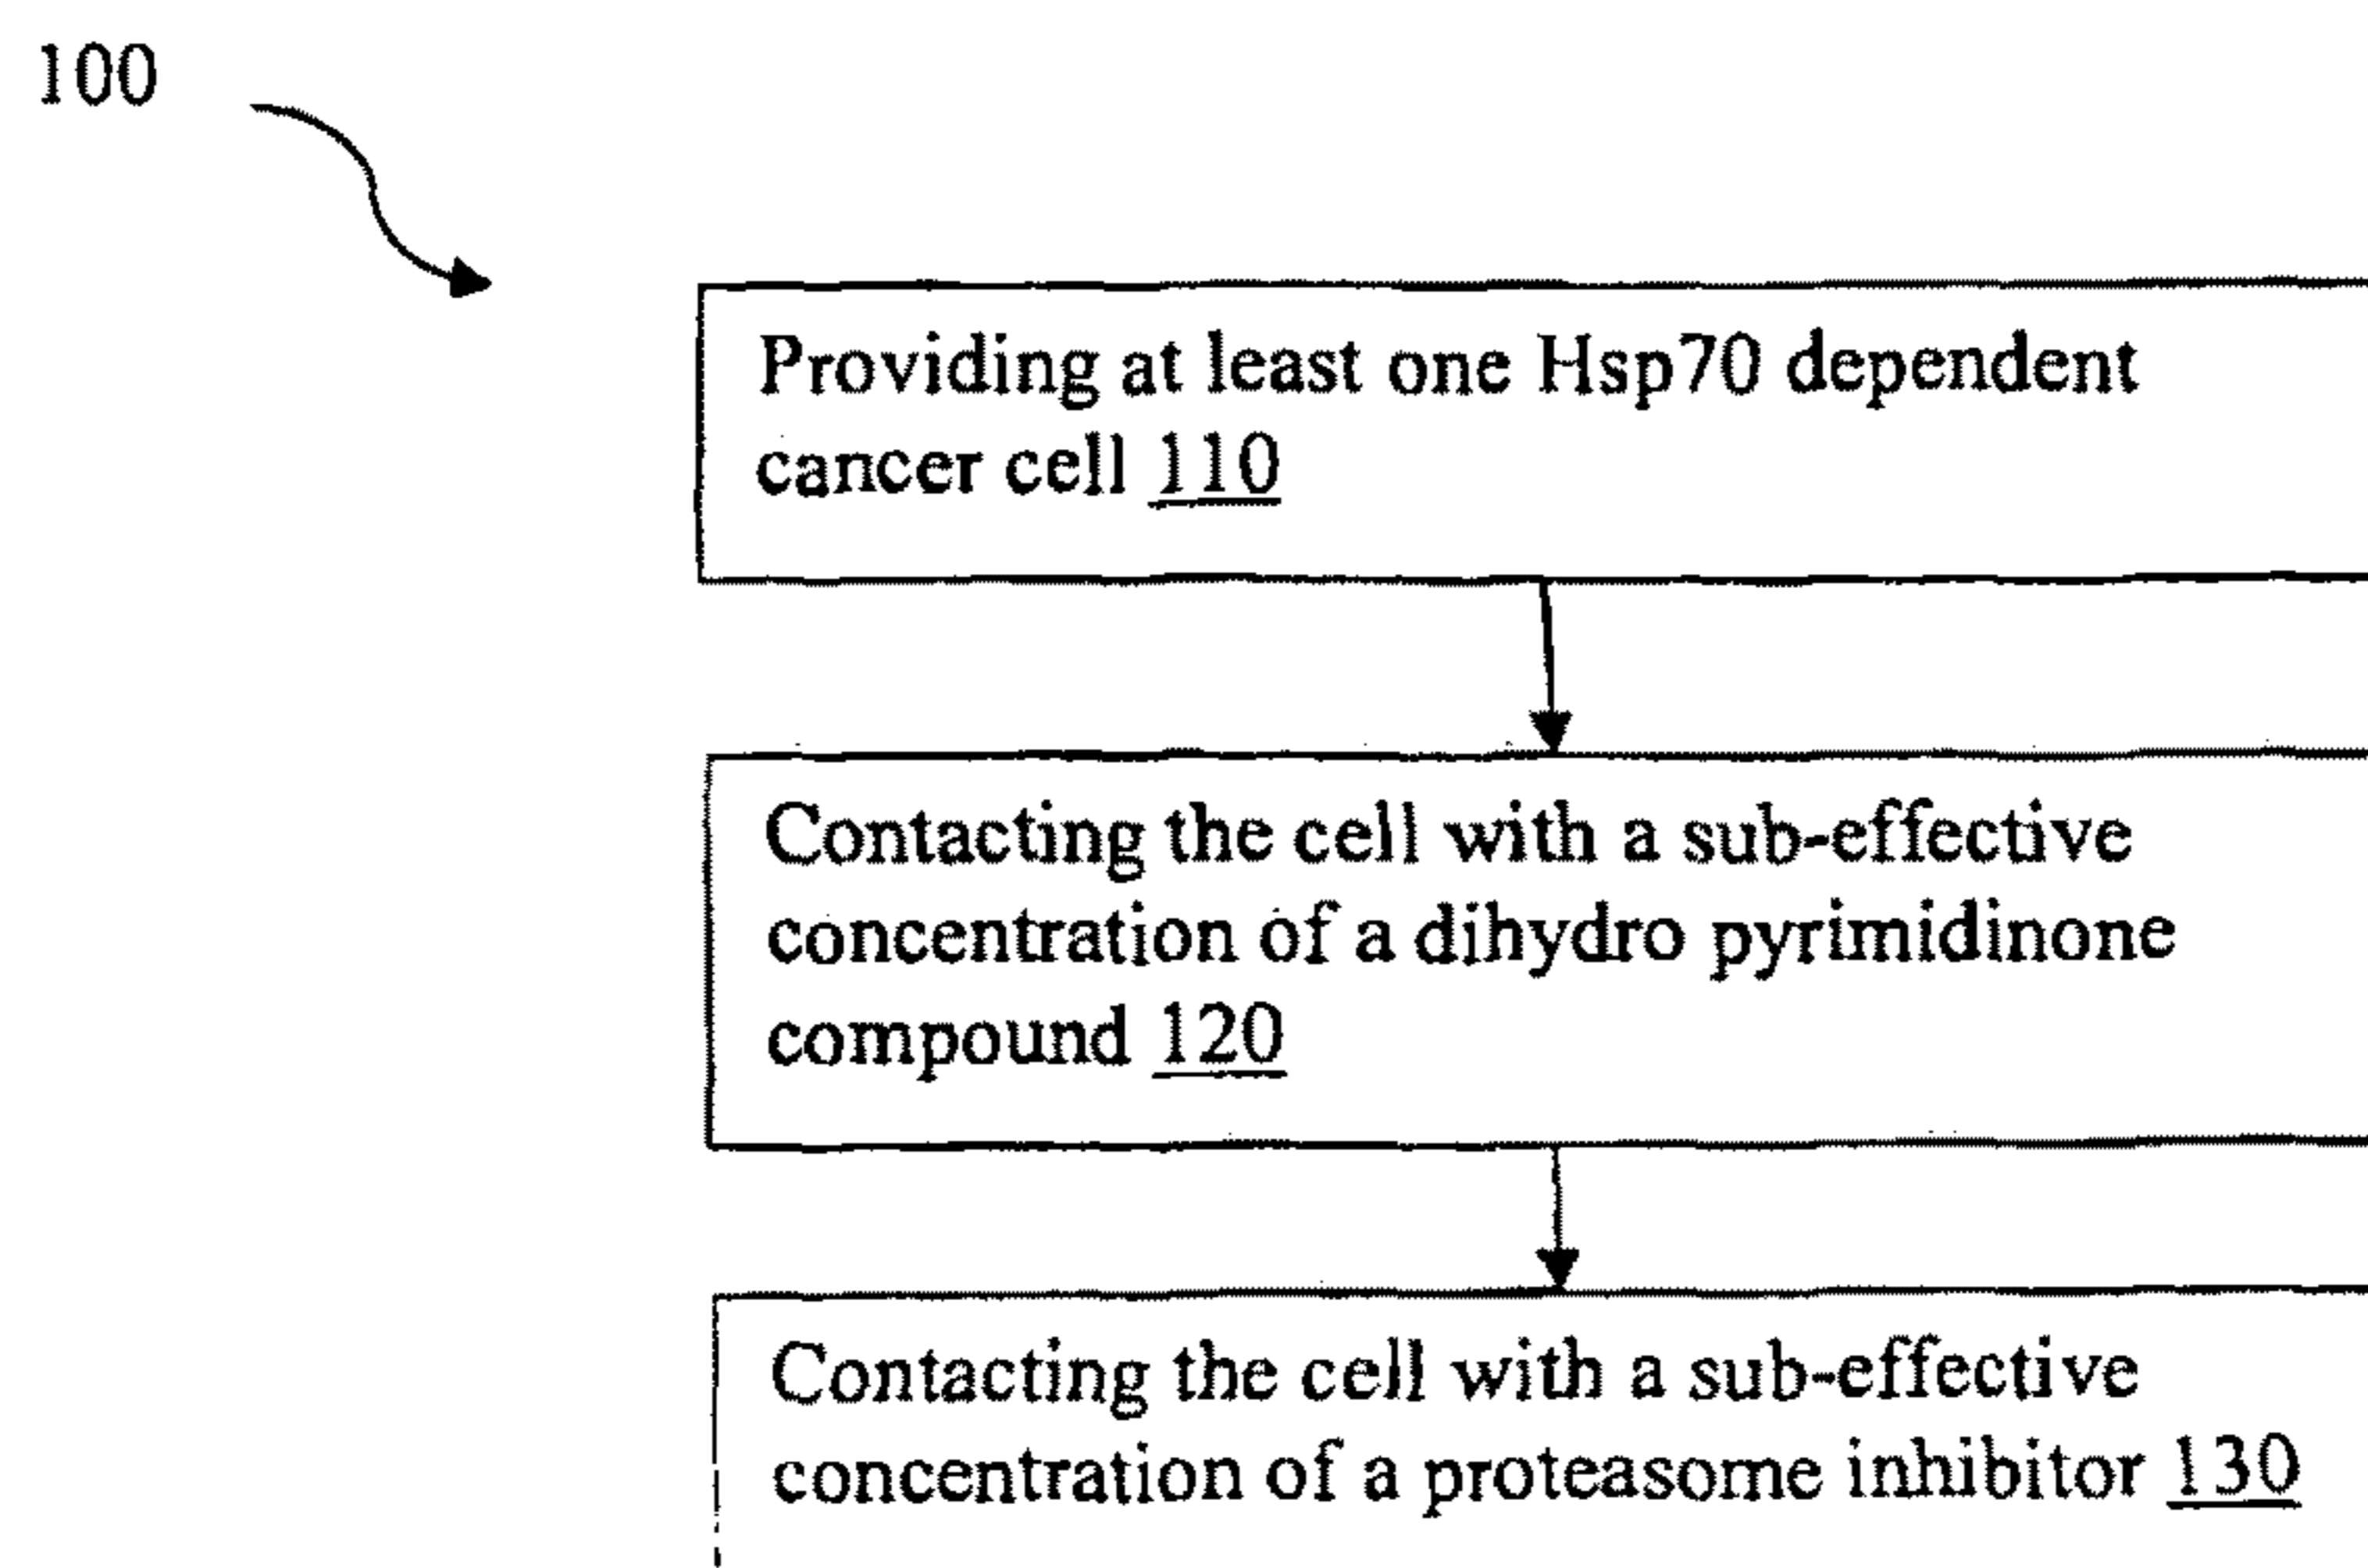 100
Providing at least one Hsp70 dependent
cancer cell 110
Contacting the cell with a sub-effective
concentration of a dihydro pyrimidinone
compound 120
Contacting the cell with a sub-effective
concentration of a proteasome inhibitor 130